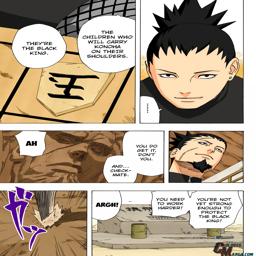 THE
CHILDREN WHO
WILL CARRY
KONOHA
ON THEIR
SHOULDERS.
THEY'RE
THE BLACK
KING.
王
...
YOU DO
GET IT,
DON'T
YOU.
AND...
CHECK-
MATE.
AH
YOU'RE NOT
STRONG
ENOUGH TO
PROTECT
THE BLACK
KING!
YOU NEED
TO WORK
HARDER!
ARGH!
ガッ